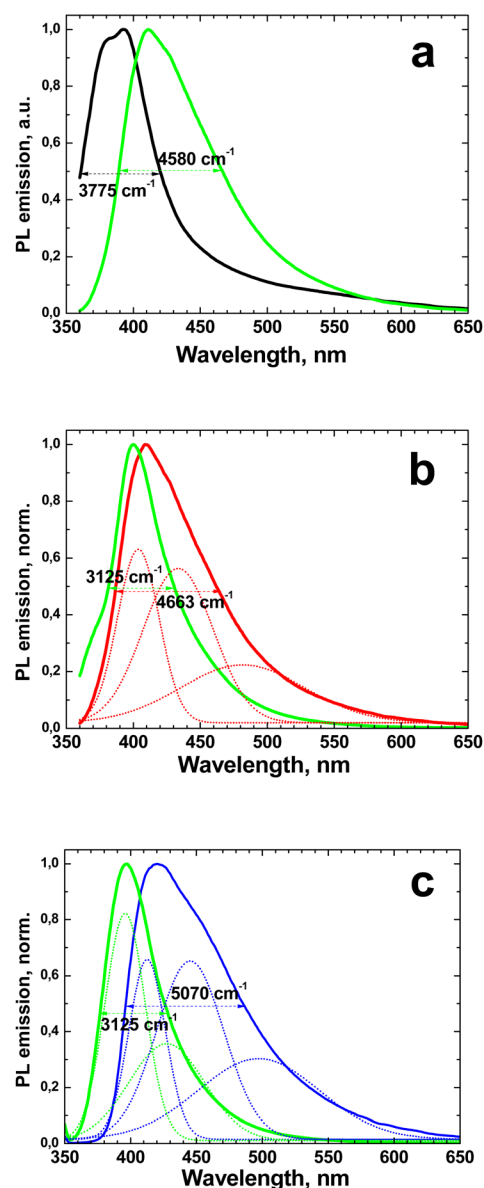 a
PL emission, a.u.
1,0
0,8
0,6
0,4
0,2
0,0
4580 cm⁻¹
3775 cm⁻¹
350 400 450 500 550 600 650
Wavelength, nm
b
PL emission, norm.
1,0
0,8
0,6
0,4
0,2
0,0
3125 cm⁻¹
4663 cm⁻¹
350 400 450 500 550 600 650
Wavelength, nm
c
PL emission, norm.
1,0
0,8
0,6
0,4
0,2
0,0
5070 cm⁻¹
3125 cm⁻¹
350 400 450 500 550 600 650
Wavelength, nm